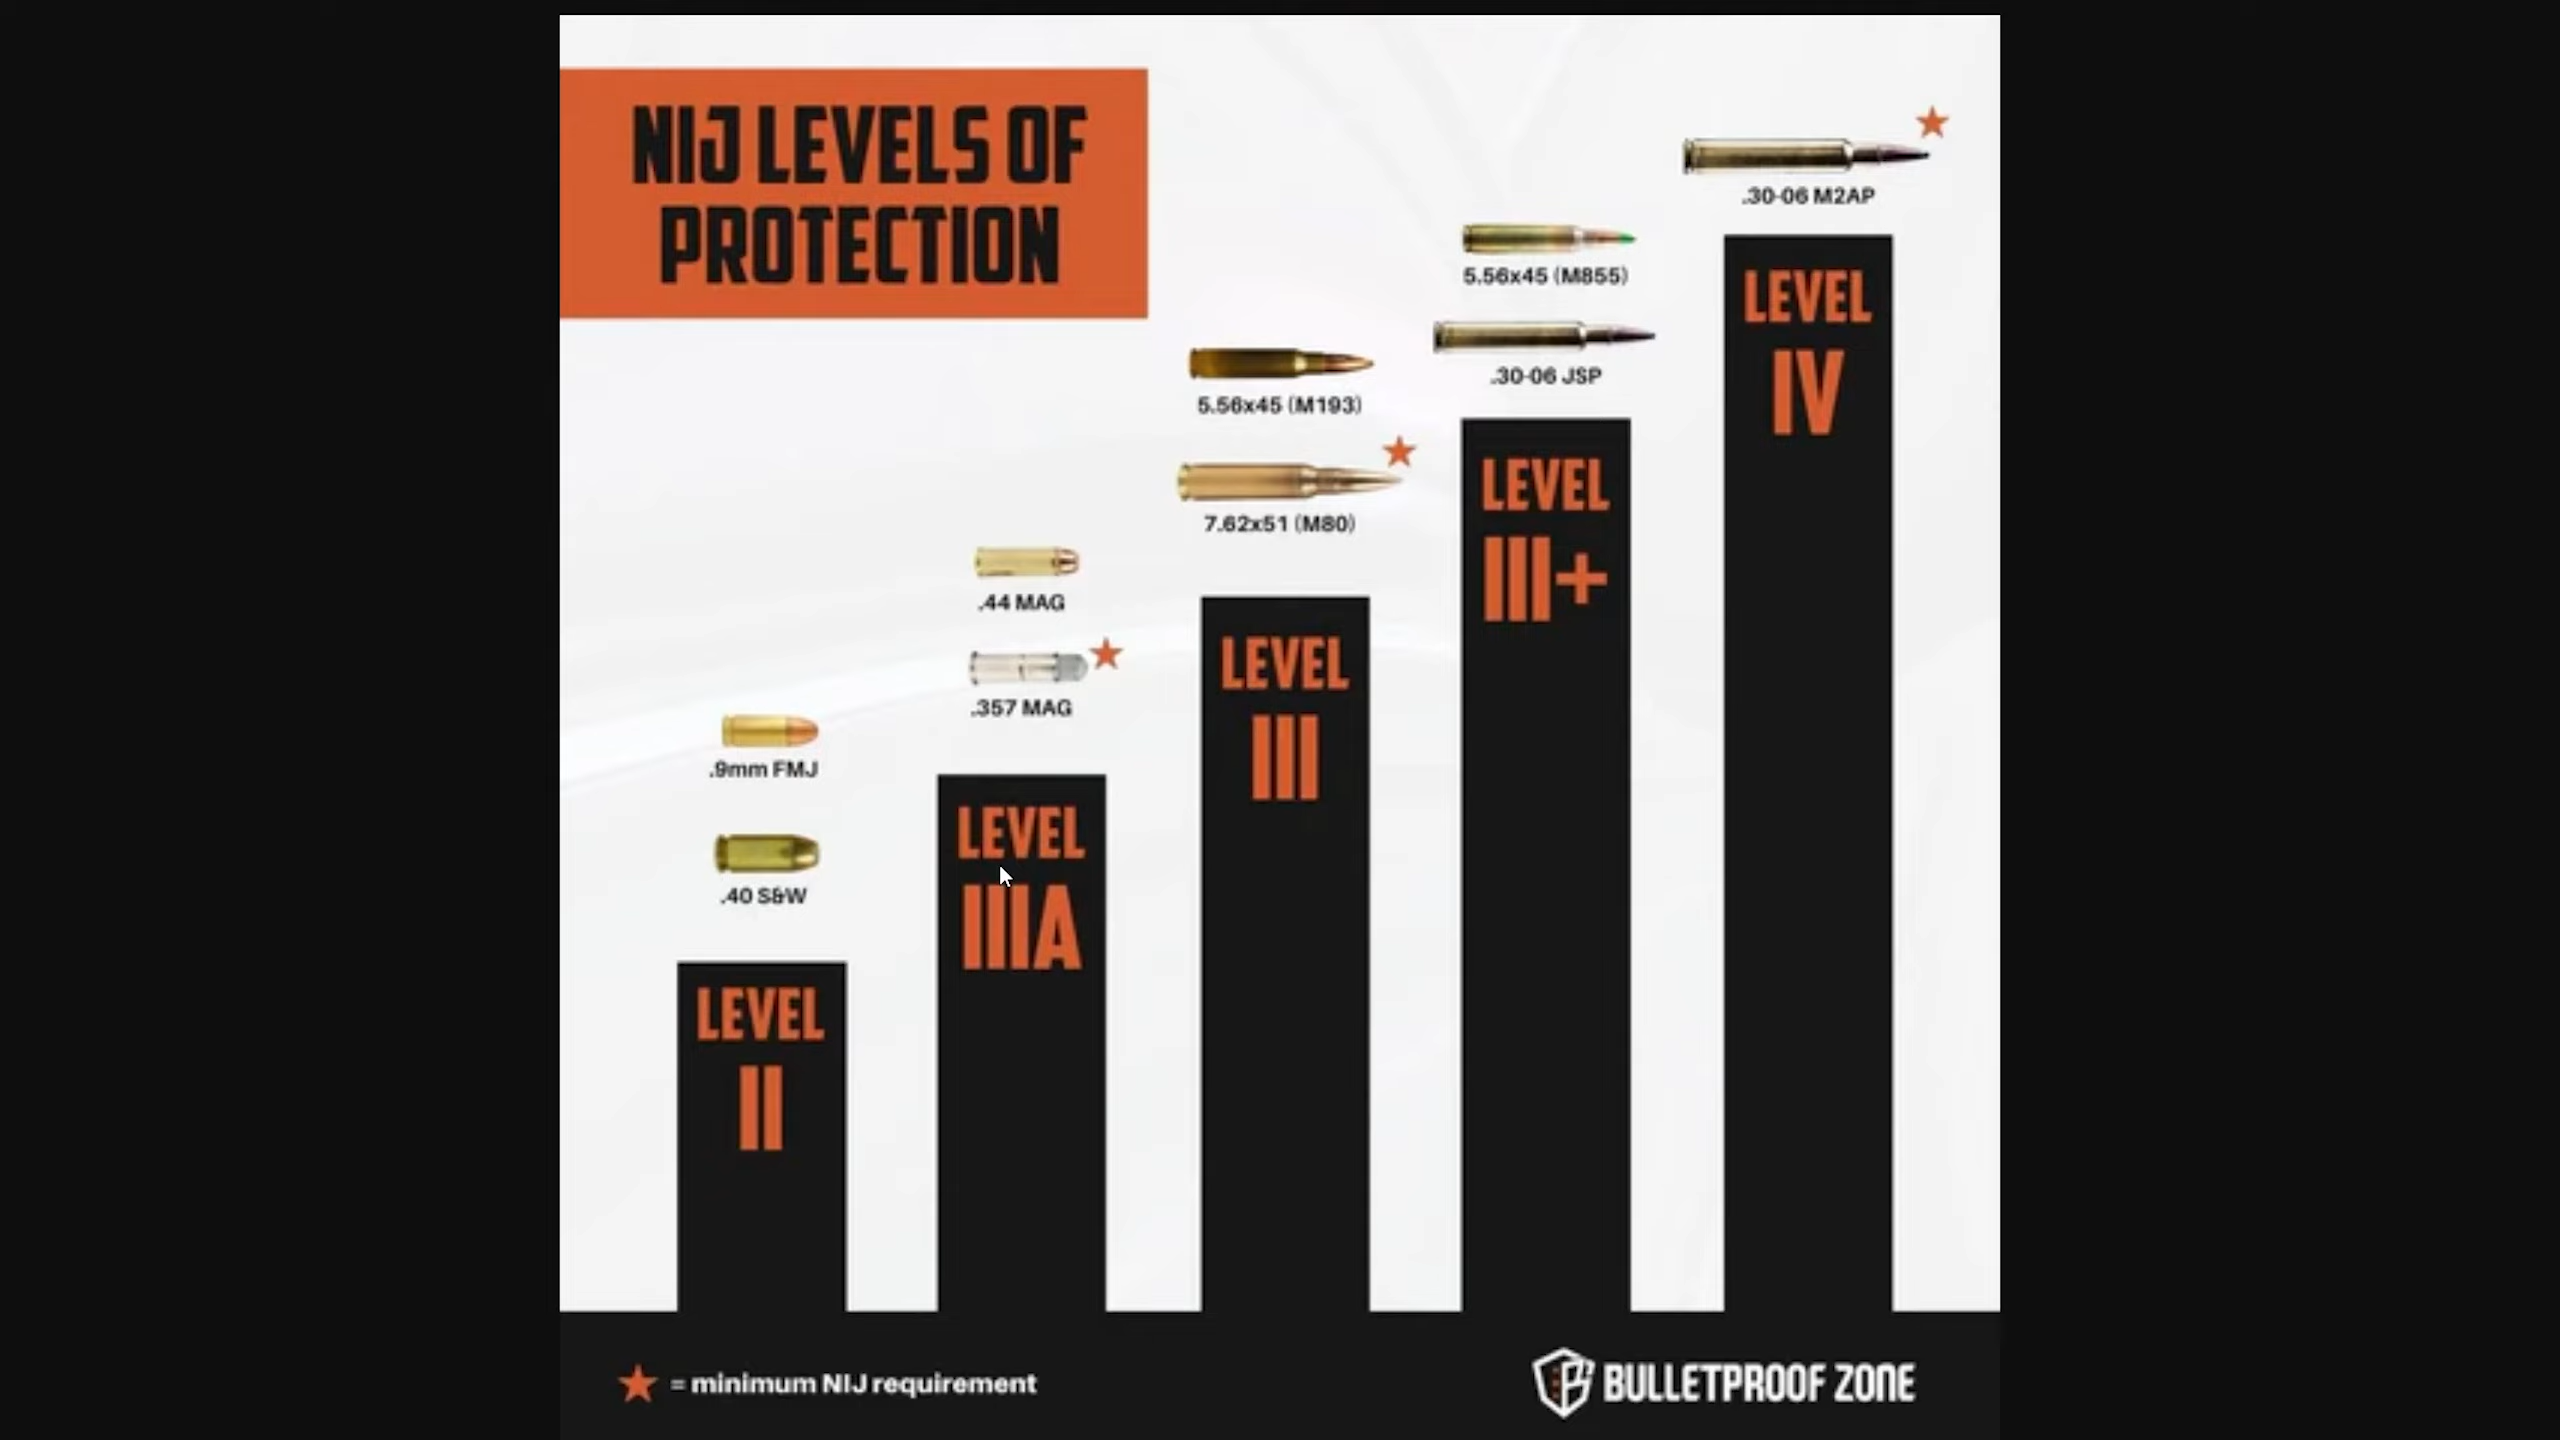 NIJ LEVELS OF
PROTECTION
.9mm FMJ
.40 S&W
LEVEL
II
.44 MAG
.357 MAG
LEVEL
IIIA
5.56x45 (M193)
7.62x51 (M80)
LEVEL
III
5.56x45 (M855)
.30-06 JSP
LEVEL
III+
.30-06 M2AP
LEVEL
IV
= minimum NIJ requirement
BULLETPROOF ZONE